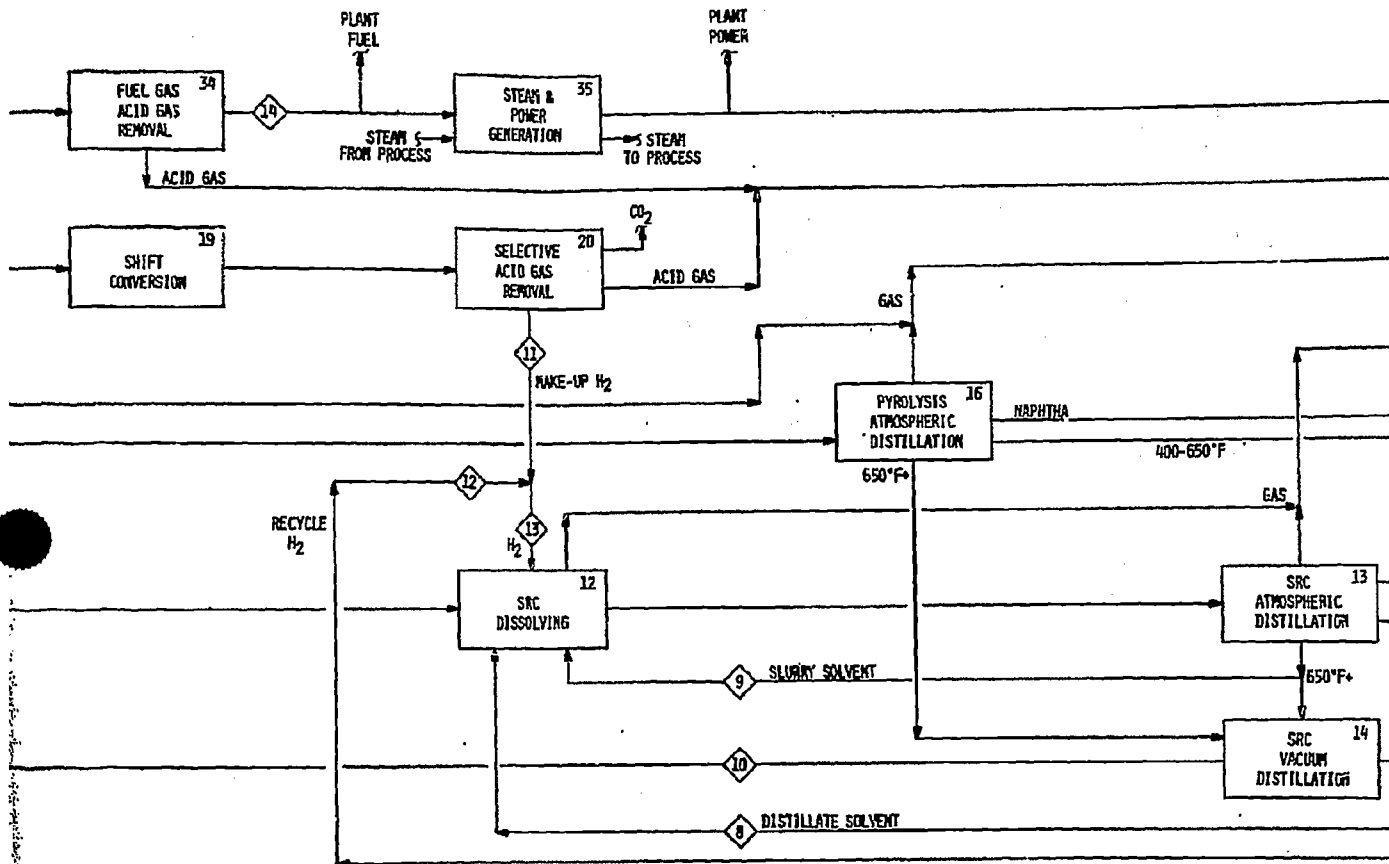 PLANT
FUEL
PLANT
POWER
34
FUEL GAS
ACID GAS
REMOVAL
14
35
STEAM &
POWER
GENERATION
STEAM
FROM PROCESS
STEAM
TO PROCESS
ACID GAS
19
SHIFT
CONVERSION
20
SELECTIVE
ACID GAS
REMOVAL
CO2
ACID GAS
GAS
11
MAKE-UP H2
16
PYROLYSIS
ATMOSPHERIC
DISTILLATION
NAPHTHA
400-650°F
650°F+
12
RECYCLE
H2
13
H2
GAS
12
SRC
DISSOLVING
13
SRC
ATMOSPHERIC
DISTILLATION
9
SLURRY SOLVENT
650°F+
14
SRC
VACUUM
DISTILLATION
10
8
DISTILLATE SOLVENT